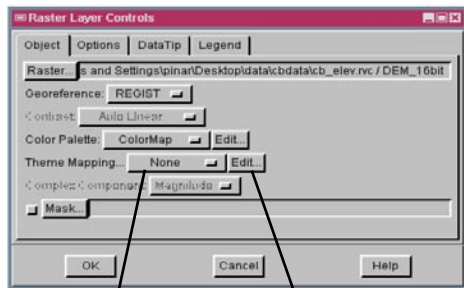 Raster Layer Controls
Object Options DataTip Legend
Raster... s and Settings\pinar\Desktop\data\cbdata\cb_elev.rvc / DEM_16bit
Georeference: REGIST
Contrast: Auto Linear
Color Palette: ColorMap Edit...
Theme Mapping... None Edit...
Complex Component: Magnitude
Mask...
OK Cancel Help